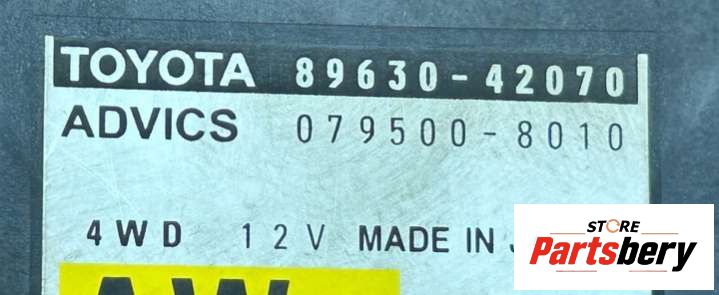 TOYOTA 89630-42070
ADVICS 079500-8010
4WD 12V MADE IN
STORE
Partsbery